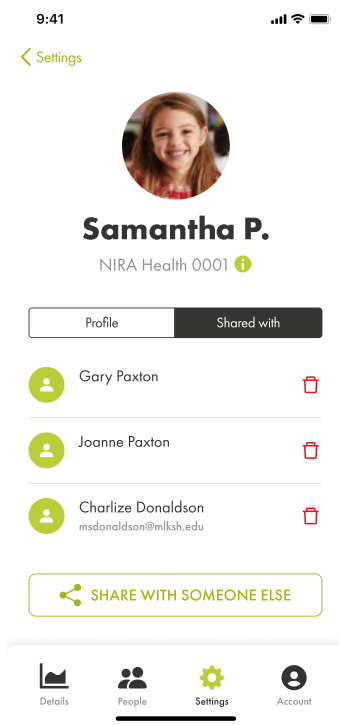 9:41
Settings
Samantha P.
NIRA Health 0001
Profile
Shared with
Gary Paxton
Joanne Paxton
Charlize Donaldson
msdonaldson@mlksh.edu
SHARE WITH SOMEONE ELSE
Details
People
Settings
Account